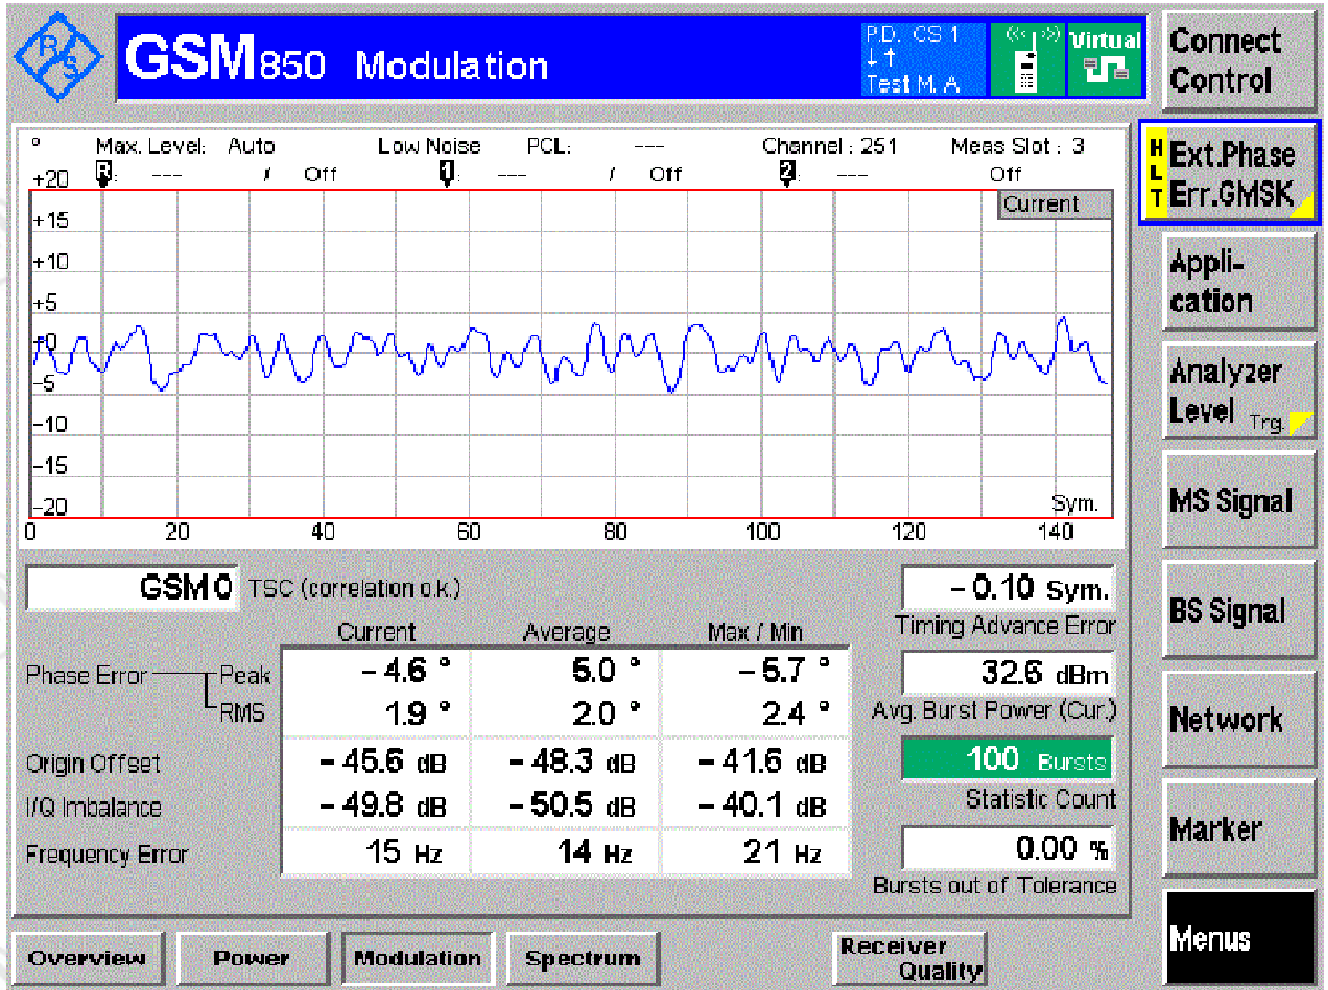 R S
GSM850 Modulation
P.D. CS 1
Test M. A.
Virtual
Connect
Control
° Max. Level: Auto Low Noise PCL: --- Channel : 251 Meas Slot : 3
R: --- / Off 1: --- / Off 2: --- Off
+20
Current
+15
+10
+5
+0
-5
-10
-15
-20
Sym.
0 20 40 60 80 100 120 140
GSM 0 TSC (correlation o.k.)
-0.10 Sym.
Timing Advance Error
Current Average Max / Min
Phase Error Peak -4.6 ° 5.0 ° -5.7 °
RMS 1.9 ° 2.0 ° 2.4 °
32.6 dBm
Avg. Burst Power (Cur.)
Origin Offset -45.6 dB -48.3 dB -41.6 dB
100 Bursts
Statistic Count
I/Q Imbalance -49.8 dB -50.5 dB -40.1 dB
Frequency Error 15 Hz 14 Hz 21 Hz
0.00 %
Bursts out of Tolerance
HLT
Ext.Phase
Err.GMSK
Appli-
cation
Analyzer
Level Trg.
MS Signal
BS Signal
Network
Marker
Menus
Overview Power Modulation Spectrum Receiver
Quality